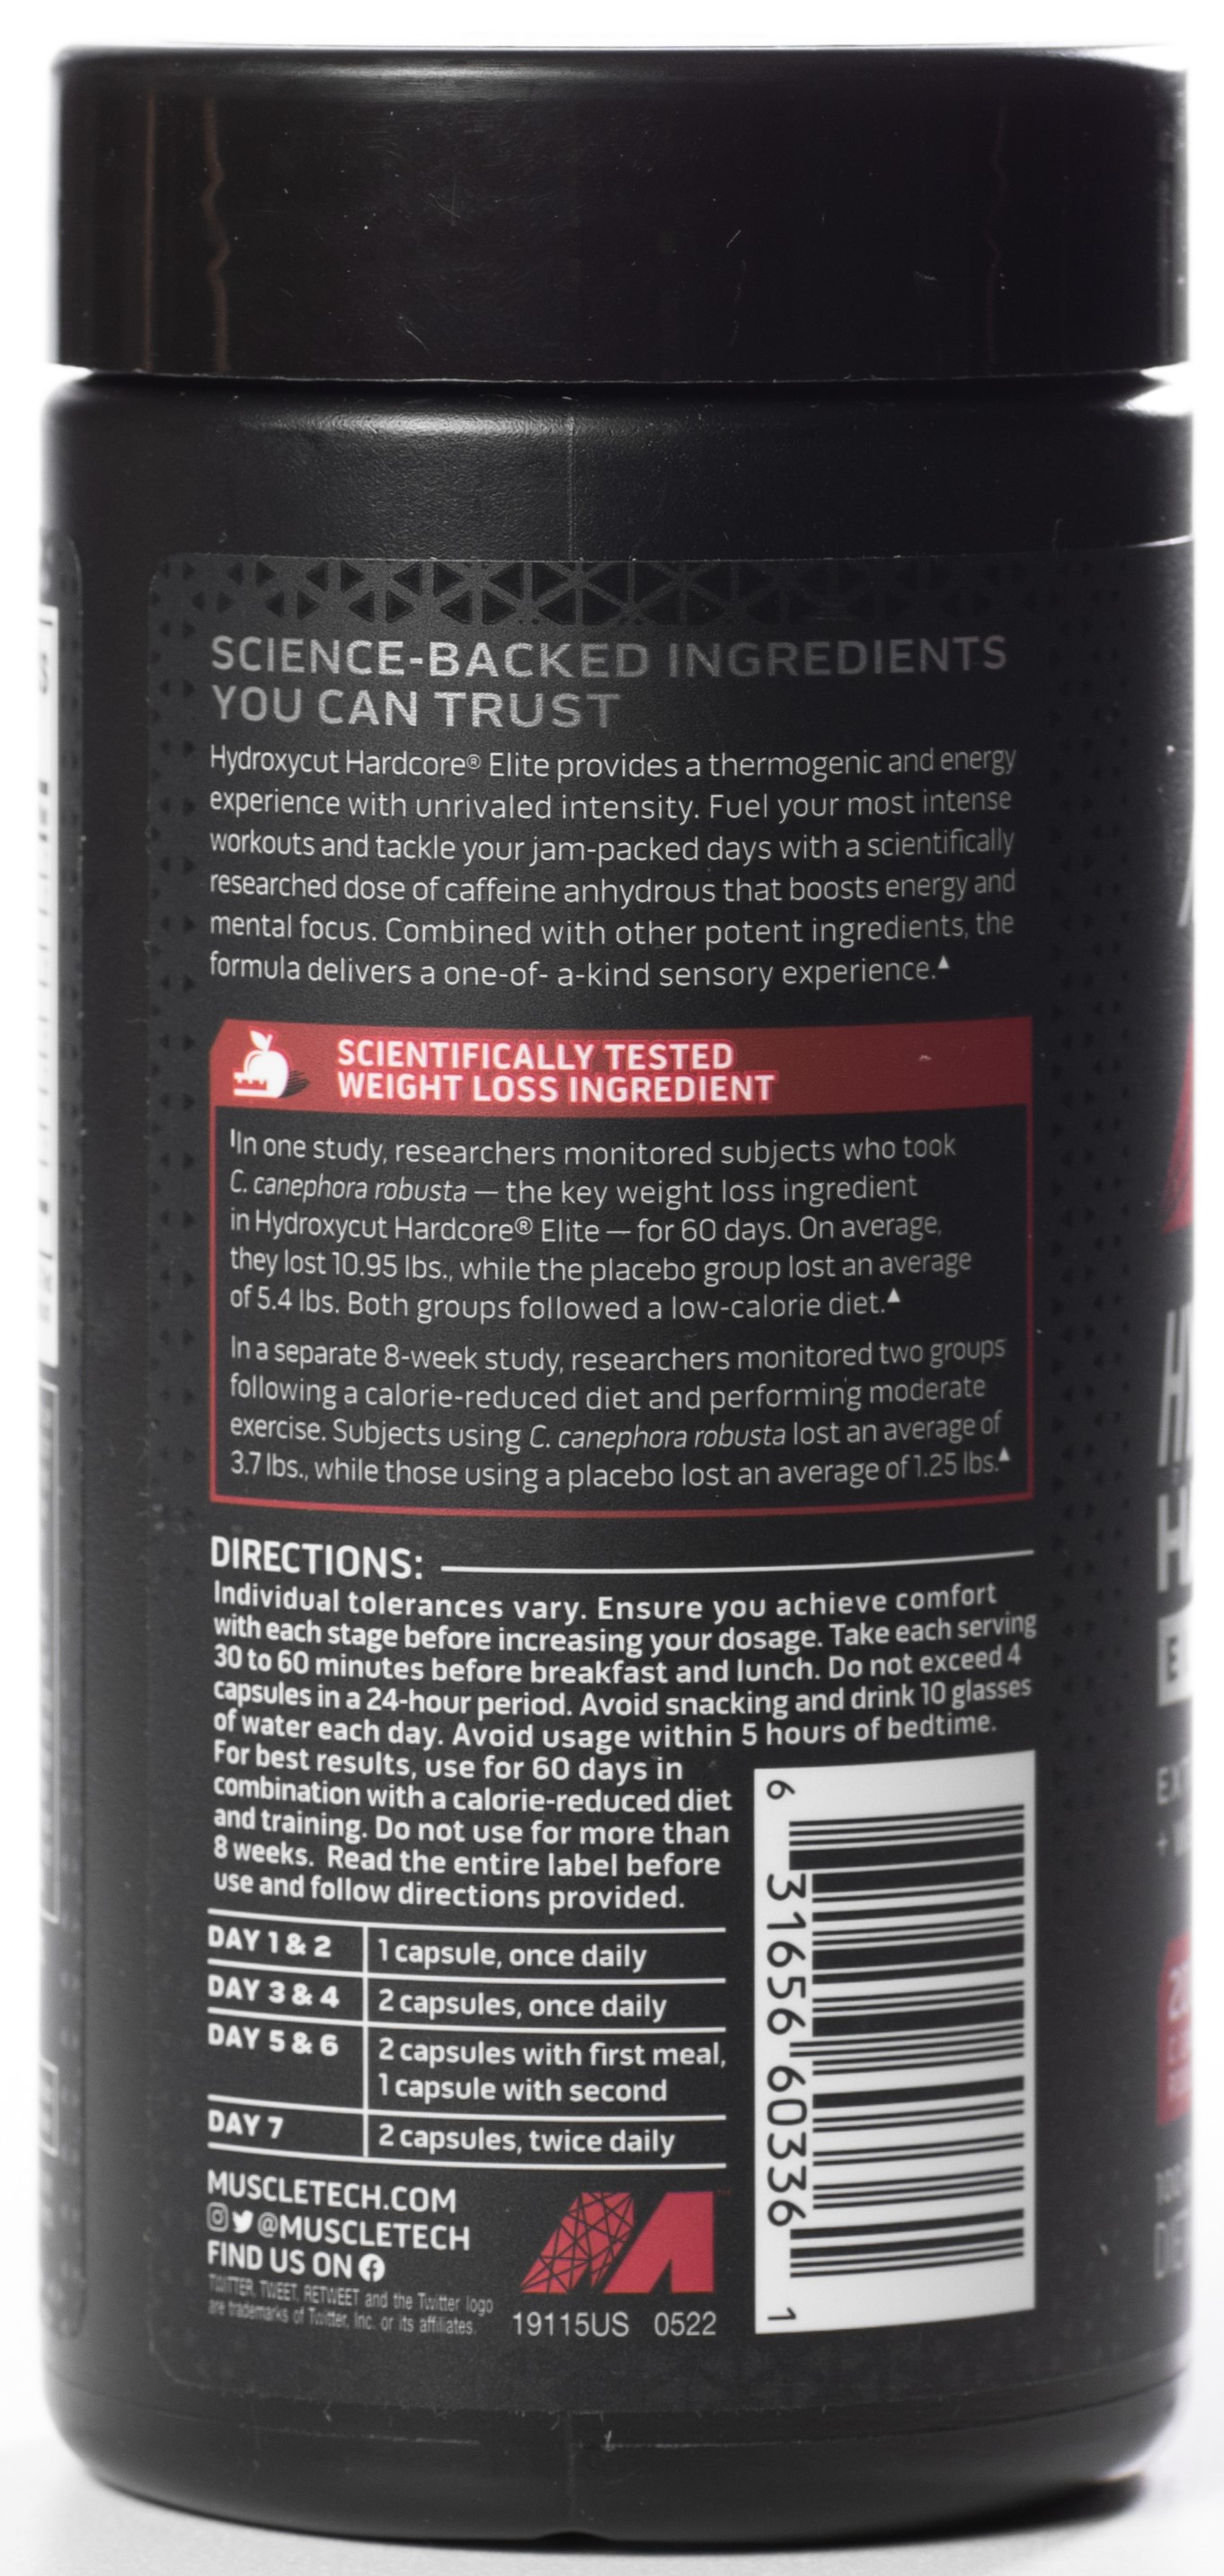 SCIENCE-BACKED INGREDIENTS
YOU CAN TRUST
Hydroxycut Hardcore® Elite provides a thermogenic and energy
experience with unrivaled intensity. Fuel your most intense
workouts and tackle your jam-packed days with a scientifically
researched dose of caffeine anhydrous that boosts energy and
mental focus. Combined with other potent ingredients, the
formula delivers a one-of- a-kind sensory experience.▲
SCIENTIFICALLY TESTED
WEIGHT LOSS INGREDIENT
¹In one study, researchers monitored subjects who took
C. canephora robusta — the key weight loss ingredient
in Hydroxycut Hardcore® Elite — for 60 days. On average,
they lost 10.95 lbs., while the placebo group lost an average
of 5.4 lbs. Both groups followed a low-calorie diet.▲
In a separate 8-week study, researchers monitored two groups
following a calorie-reduced diet and performing moderate
exercise. Subjects using C. canephora robusta lost an average of
3.7 lbs., while those using a placebo lost an average of 1.25 lbs.▲
DIRECTIONS:
Individual tolerances vary. Ensure you achieve comfort
with each stage before increasing your dosage. Take each serving
30 to 60 minutes before breakfast and lunch. Do not exceed 4
capsules in a 24-hour period. Avoid snacking and drink 10 glasses
of water each day. Avoid usage within 5 hours of bedtime.
For best results, use for 60 days in
combination with a calorie-reduced diet
and training. Do not use for more than
8 weeks. Read the entire label before
use and follow directions provided.
DAY 1 & 2 1 capsule, once daily
DAY 3 & 4 2 capsules, once daily
DAY 5 & 6 2 capsules with first meal,
1 capsule with second
DAY 7 2 capsules, twice daily
MUSCLETECH.COM
@MUSCLETECH
FIND US ON
TWITTER, TWEET, RETWEET and the Twitter logo
are trademarks of Twitter, Inc. or its affiliates.
19115US 0522
6 31656 60336 1